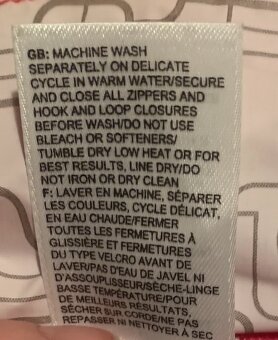 GB: MACHINE WASH
SEPARATELY ON DELICATE
CYCLE IN WARM WATER/SECURE
AND CLOSE ALL ZIPPERS AND
HOOK AND LOOP CLOSURES
BEFORE WASH/DO NOT USE
BLEACH OR SOFTENERS/
TUMBLE DRY LOW HEAT OR FOR
BEST RESULTS, LINE DRY/DO
NOT IRON OR DRY CLEAN
F: LAVER EN MACHINE, SÉPARER
LES COULEURS, CYCLE DÉLICAT,
EN EAU CHAUDE/FERMER
TOUTES LES FERMETURES À
GLISSIÈRE ET FERMETURES
DU TYPE VELCRO AVANT DE
LAVER/PAS D'EAU DE JAVEL NI
D'ASSOUPLISSEUR/SÈCHE-LINGE
BASSE TEMPÉRATURE/POUR
DE MEILLEURS RÉSULTATS,
SÉCHER SUR CORDE/NE PAS
REPASSER NI NETTOYER À SEC